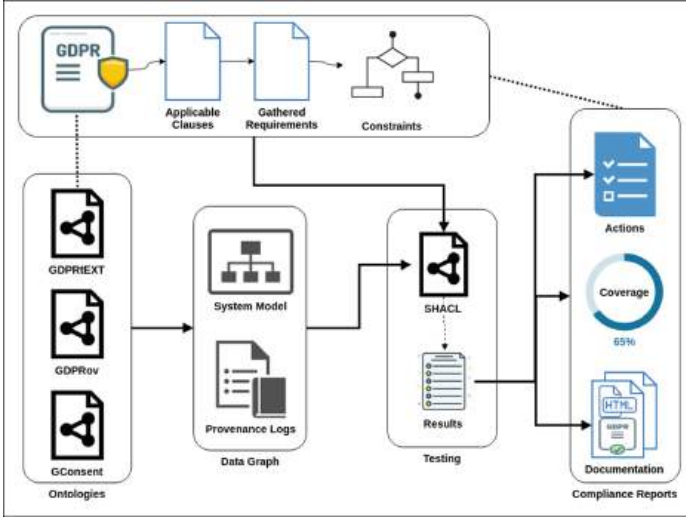 GDPR
Applicable
Clauses
Gathered
Requirements
Constraints
GDPRtEXT
GDPRov
GConsent
Ontologies
System Model
Provenance Logs
Data Graph
SHACL
Results
Testing
Actions
Coverage
65%
HTML
GDPR
Documentation
Compliance Reports